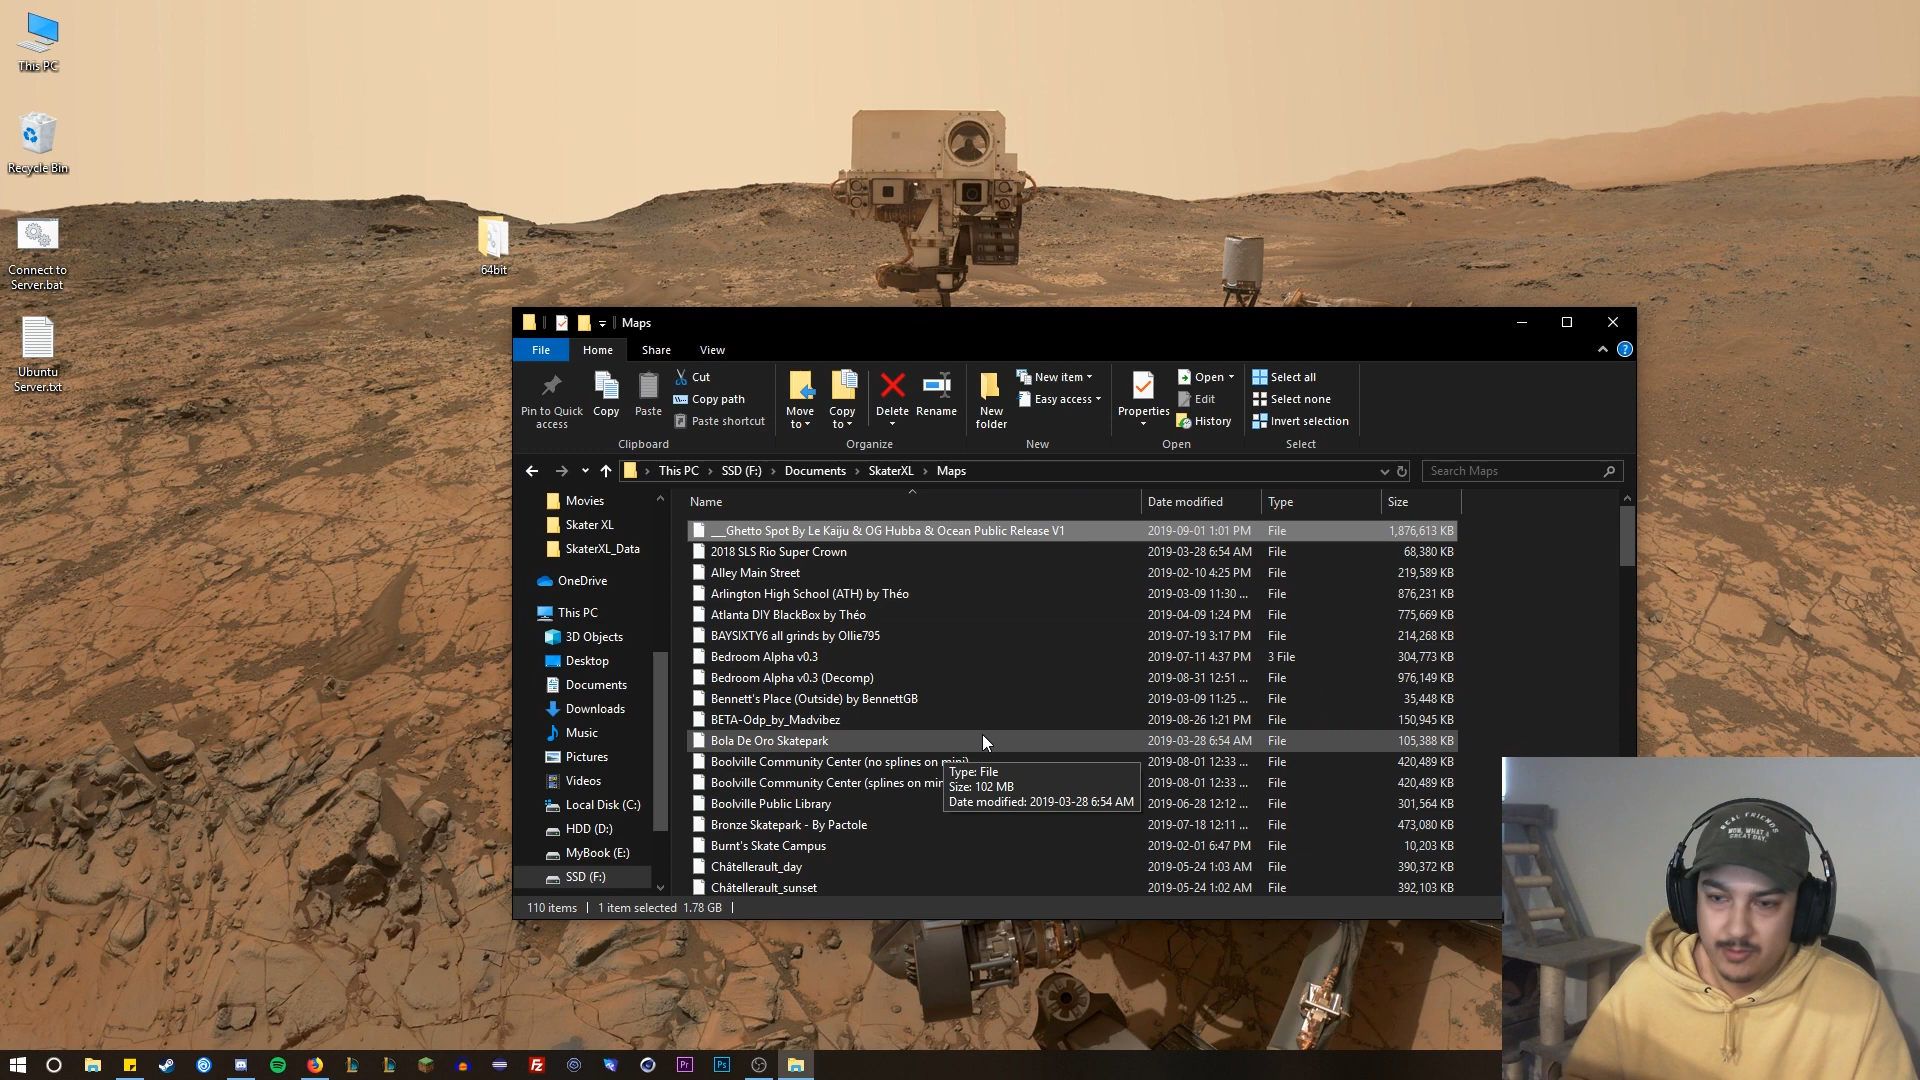 This PC
Recycle Bin
Connect to
Server.bat
Ubuntu
Server.txt
64bit
Maps
File
Home
Share
View
Pin to Quick
access
Copy
Paste
Cut
Copy path
Paste shortcut
Clipboard
Move
to
Copy
to
Delete
Rename
Organize
New
folder
New item
Easy access
New
Properties
Open
Edit
History
Open
Select all
Select none
Invert selection
Select
This PC > SSD (F:) > Documents > SkaterXL > Maps
Search Maps
Movies
Skater XL
SkaterXL_Data
OneDrive
This PC
3D Objects
Desktop
Documents
Downloads
Music
Pictures
Videos
Local Disk (C:)
HDD (D:)
MyBook (E:)
SSD (F:)
Name Date modified Type Size
___Ghetto Spot By Le Kaiju & OG Hubba & Ocean Public Release V1 2019-09-01 1:01 PM File 1,876,613 KB
2018 SLS Rio Super Crown 2019-03-28 6:54 AM File 68,380 KB
Alley Main Street 2019-02-10 4:25 PM File 219,589 KB
Arlington High School (ATH) by Théo 2019-03-09 11:30 ... File 876,231 KB
Atlanta DIY BlackBox by Théo 2019-04-09 1:24 PM File 775,669 KB
BAYSIXTY6 all grinds by Ollie795 2019-07-19 3:17 PM File 214,268 KB
Bedroom Alpha v0.3 2019-07-11 4:37 PM 3 File 304,773 KB
Bedroom Alpha v0.3 (Decomp) 2019-08-31 12:51 ... File 976,149 KB
Bennett's Place (Outside) by BennettGB 2019-03-09 11:25 ... File 35,448 KB
BETA-Odp_by_Madvibez 2019-08-26 1:21 PM File 150,945 KB
Bola De Oro Skatepark 2019-03-28 6:54 AM File 105,388 KB
Boolville Community Center (no splines on mini) 2019-08-01 12:33 ... File 420,489 KB
Boolville Community Center (splines on min 2019-08-01 12:33 ... File 420,489 KB
Boolville Public Library 2019-06-28 12:12 ... File 301,564 KB
Bronze Skatepark - By Pactole 2019-07-18 12:11 ... File 473,080 KB
Burnt's Skate Campus 2019-02-01 6:47 PM File 10,203 KB
Châtellerault_day 2019-05-24 1:03 AM File 390,372 KB
Châtellerault_sunset 2019-05-24 1:02 AM File 392,103 KB
Type: File
Size: 102 MB
Date modified: 2019-03-28 6:54 AM
110 items 1 item selected 1.78 GB
REAL FRIENDS
Fz
Pr
Ps